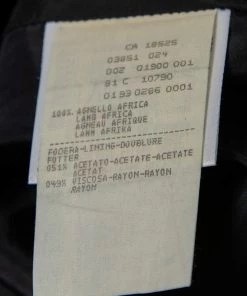 CA 18525
03851 024
002 01900 001
91 C 10790
0193 0286 0001
100% AGNELLO AFRICA
LAMB AFRICA
AGNEAU AFRIQUE
LAMM AFRIKA
FODERA-LINING-DOUBLURE
FUTTER
051% ACETATO-ACETATE-ACETATE
ACETAT
049% VISCOSA-RAYON-RAYON
RAYON